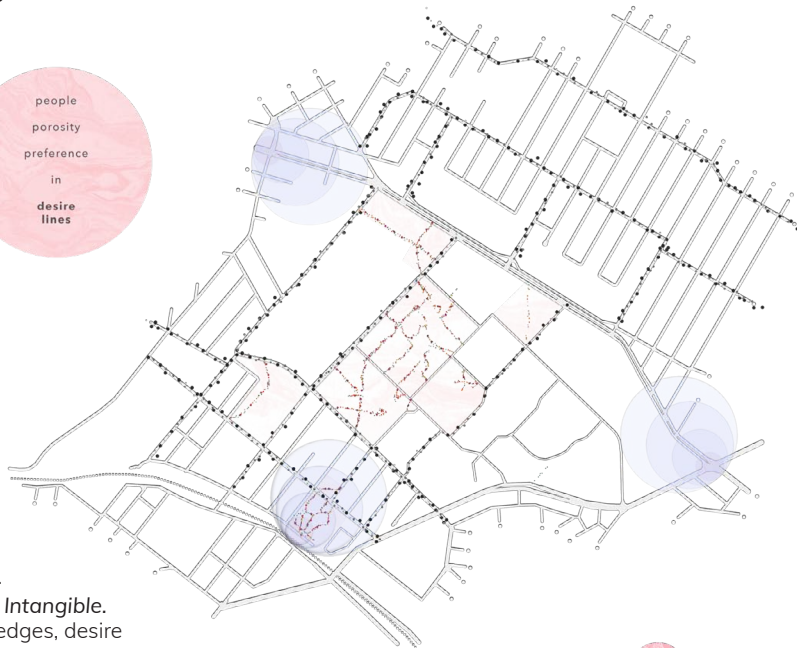 people
porosity
preference
in
desire
lines
Intangible.
edges, desire